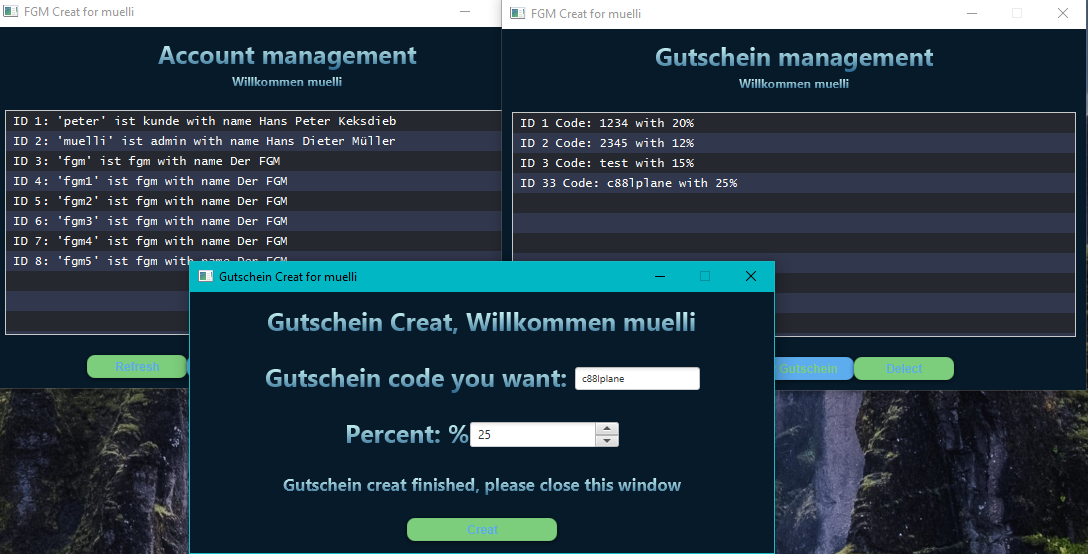 FGM Creat for muelli
Account management
Willkommen muelli
ID 1: 'peter' ist kunde with name Hans Peter Keksdieb
ID 2: 'muelli' ist admin with name Hans Dieter Müller
ID 3: 'fgm' ist fgm with name Der FGM
ID 4: 'fgm1' ist fgm with name Der FGM
ID 5: 'fgm2' ist fgm with name Der FGM
ID 6: 'fgm3' ist fgm with name Der FGM
ID 7: 'fgm4' ist fgm with name Der FGM
ID 8: 'fgm5' ist fgm with name Der FGM
Refresh
FGM Creat for muelli
Gutschein management
Willkommen muelli
ID 1 Code: 1234 with 20%
ID 2 Code: 2345 with 12%
ID 3 Code: test with 15%
ID 33 Code: c88lplane with 25%
Gutschein
Delect
Gutschein Creat for muelli
Gutschein Creat, Willkommen muelli
Gutschein code you want: c88lplane
Percent: % 25
Gutschein creat finished, please close this window
Creat